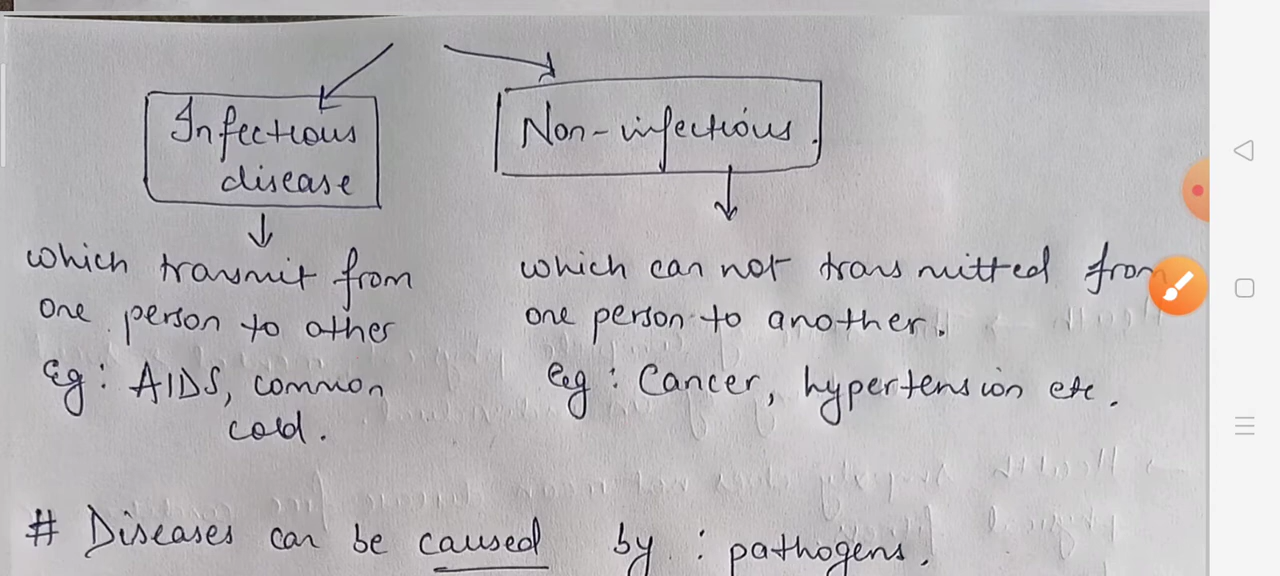 Infectious
disease
Non-infectious.
which transmit from
one person to other
Eg: AIDS, common
cold.
which can not transmitted from
one person to another.
Eg: Cancer, hypertension etc.
# Diseases can be caused by : pathogens.